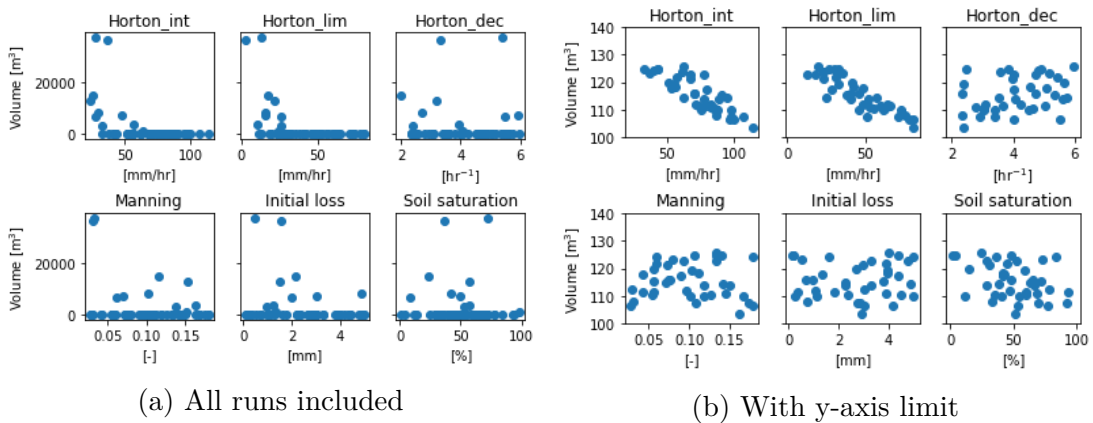 Horton_int Horton_lim Horton_dec
Volume [m³]
20000
0
50 100
50
2 4 6
[mm/hr] [mm/hr] [hr⁻¹]
Manning Initial loss Soil saturation
Volume [m³]
20000
0
0.05 0.10 0.15
0 2 4
0 50 100
[-] [mm] [%]
(a) All runs included
Horton_int Horton_lim Horton_dec
Volume [m³]
140
130
120
110
100
50 100
0 50
2 4 6
[mm/hr] [mm/hr] [hr⁻¹]
Manning Initial loss Soil saturation
Volume [m³]
140
130
120
110
100
0.05 0.10 0.15
0 2 4
0 50 100
[-] [mm] [%]
(b) With y-axis limit